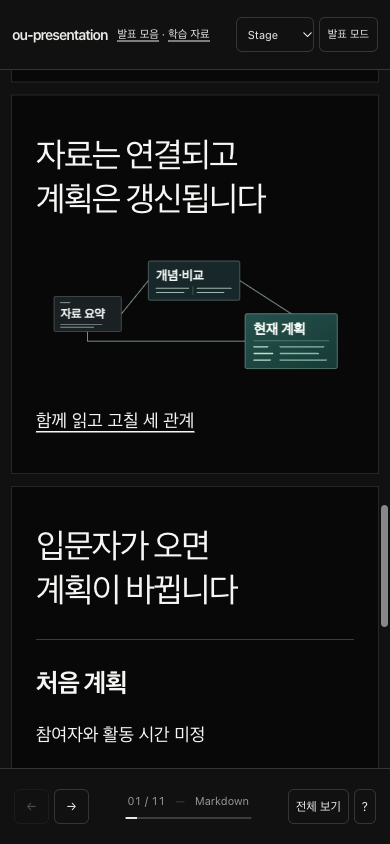 ou-presentation 발표 모음 · 학습 자료 Stage 발표 모드
자료는 연결되고
계획은 갱신됩니다
개념·비교
자료 요약
현재 계획
함께 읽고 고칠 세 관계
입문자가 오면
계획이 바뀝니다
처음 계획
참여자와 활동 시간 미정
← → 01 / 11 — Markdown 전체 보기 ?